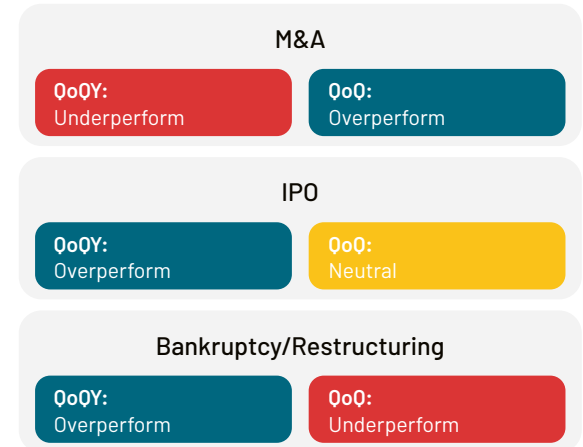 M&A
QoQY:
Underperform
QoQ:
Overperform
IPO
QoQY:
Overperform
QoQ:
Neutral
Bankruptcy/Restructuring
QoQY:
Overperform
QoQ:
Underperform